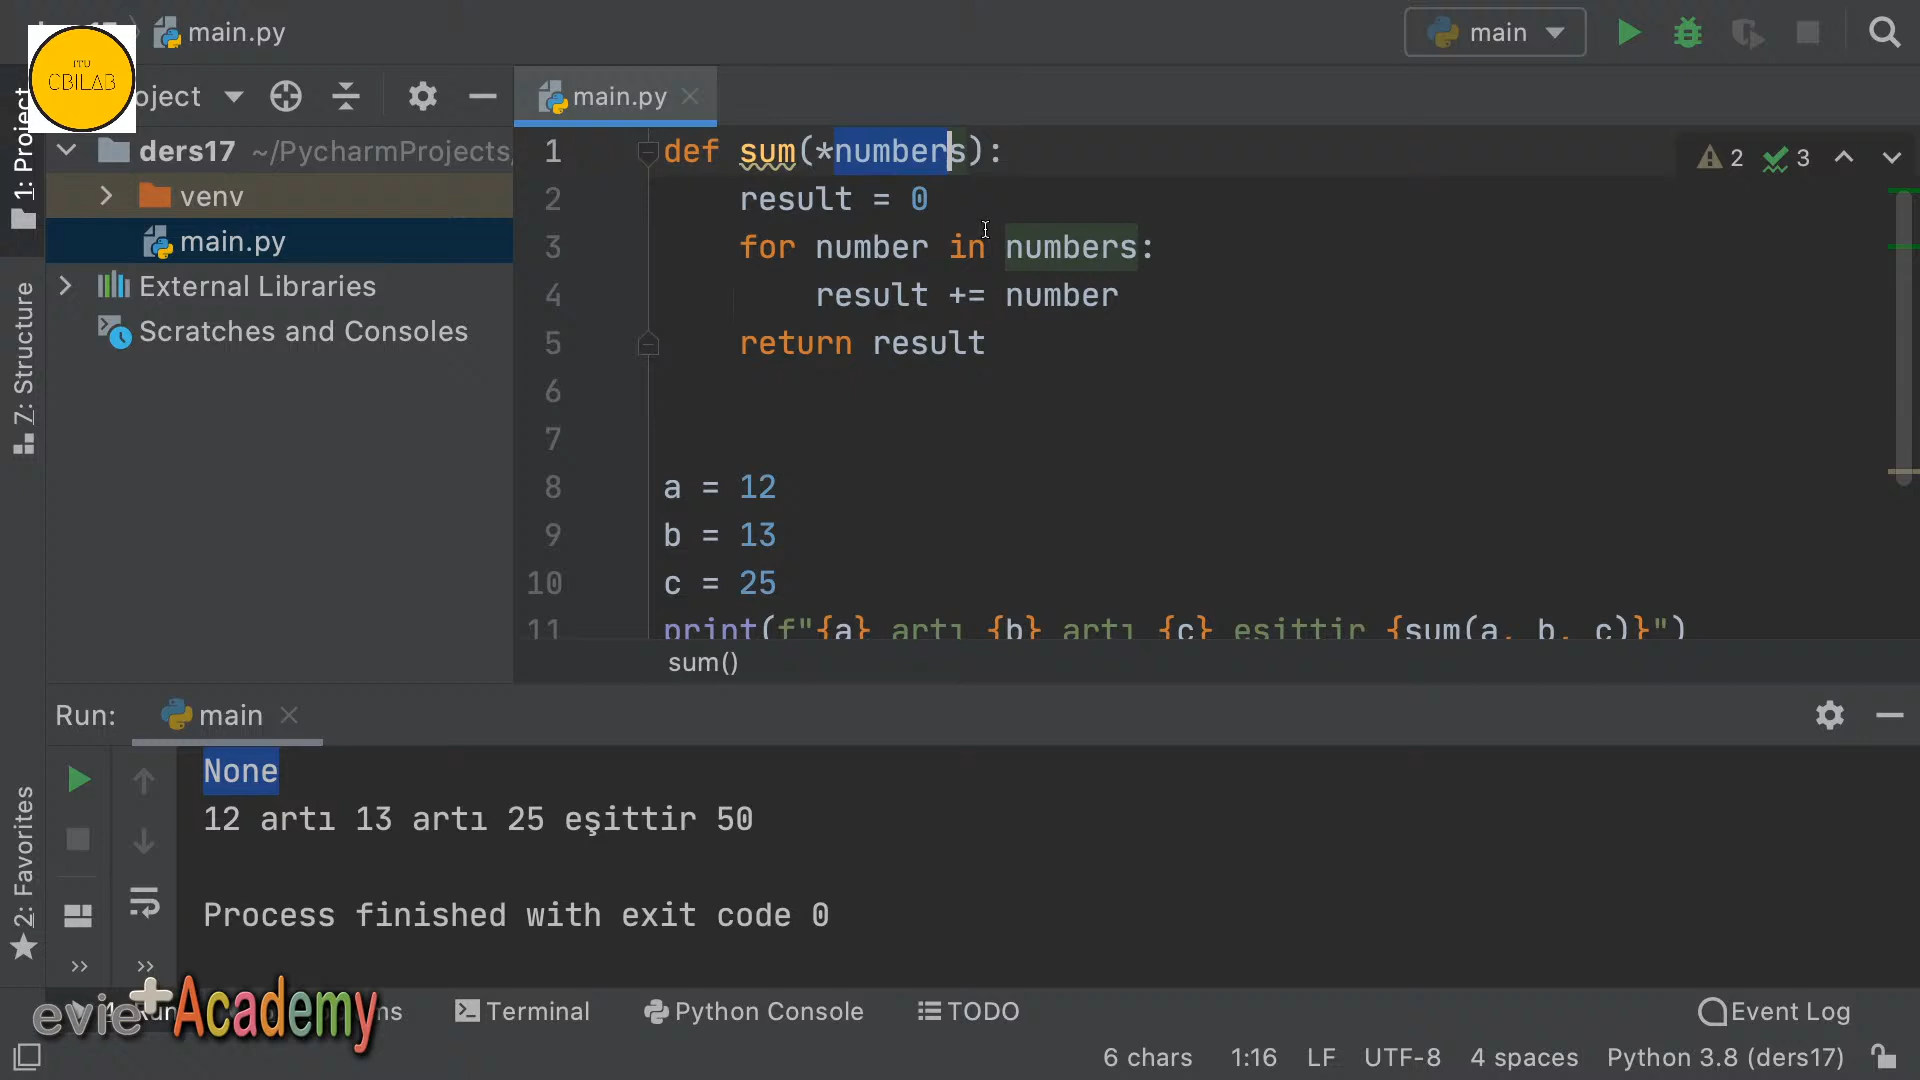 main.py
main
ITU
CBILAB
oject
main.py
1: Project
ders17 ~/PycharmProjects
venv
main.py
External Libraries
Scratches and Consoles
Z: Structure
2: Favorites
1 def sum(*numbers):
2 result = 0
3 for number in numbers:
4 result += number
5 return result
6
7
8 a = 12
9 b = 13
10 c = 25
11 print(f"{a} artı {b} artı {c} eşittir {sum(a, b, c)}")
2 3
sum()
Run: main
None
12 artı 13 artı 25 eşittir 50
Process finished with exit code 0
evie+Academy
Terminal
Python Console
TODO
Event Log
6 chars 1:16 LF UTF-8 4 spaces Python 3.8 (ders17)